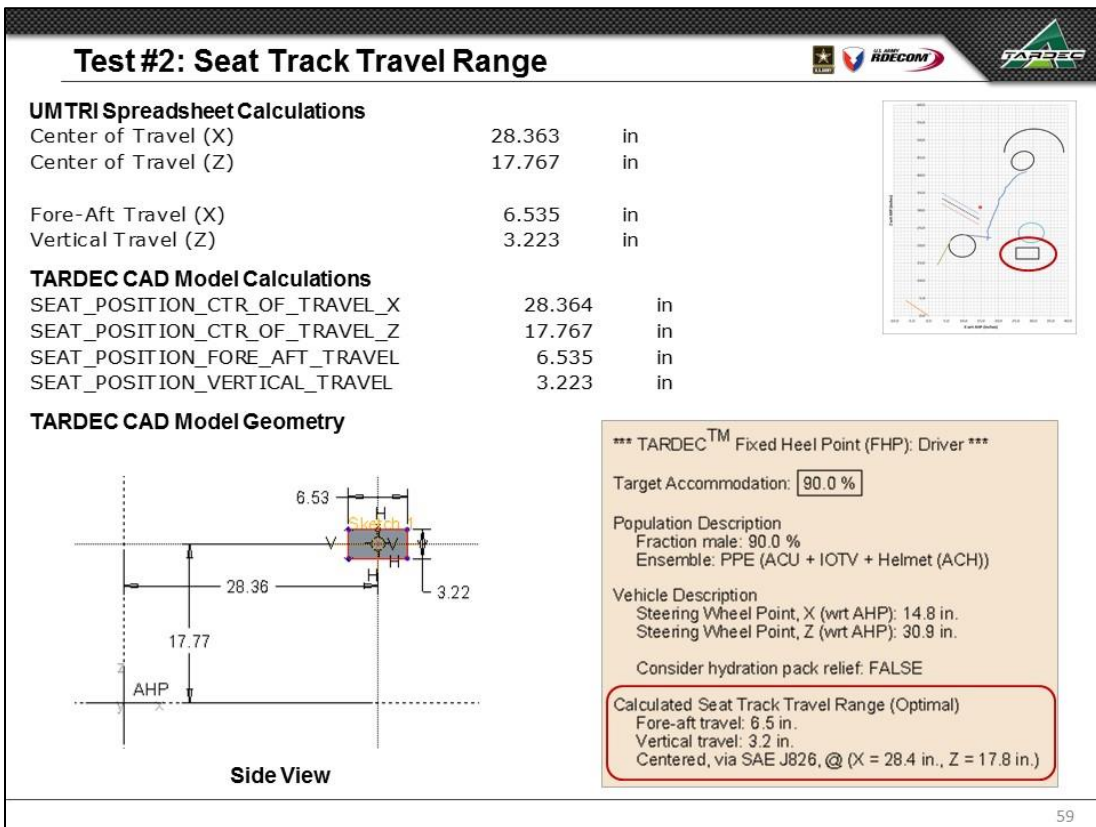 Test #2: Seat Track Travel Range
U.S. ARMY
RDECOM
TARDEC
UMTRI Spreadsheet Calculations
Center of Travel (X) 28.363 in
Center of Travel (Z) 17.767 in
Fore-Aft Travel (X) 6.535 in
Vertical Travel (Z) 3.223 in
TARDEC CAD Model Calculations
SEAT_POSITION_CTR_OF_TRAVEL_X 28.364 in
SEAT_POSITION_CTR_OF_TRAVEL_Z 17.767 in
SEAT_POSITION_FORE_AFT_TRAVEL 6.535 in
SEAT_POSITION_VERTICAL_TRAVEL 3.223 in
TARDEC CAD Model Geometry
6.53
H
Sketch 1
V V V
H
H
28.36
3.22
17.77
Z
AHP
y x
Side View
*** TARDEC™ Fixed Heel Point (FHP): Driver ***
Target Accommodation: 90.0 %
Population Description
Fraction male: 90.0 %
Ensemble: PPE (ACU + IOTV + Helmet (ACH))
Vehicle Description
Steering Wheel Point, X (wrt AHP): 14.8 in.
Steering Wheel Point, Z (wrt AHP): 30.9 in.
Consider hydration pack relief: FALSE
Calculated Seat Track Travel Range (Optimal)
Fore-aft travel: 6.5 in.
Vertical travel: 3.2 in.
Centered, via SAE J826, @ (X = 28.4 in., Z = 17.8 in.)
59